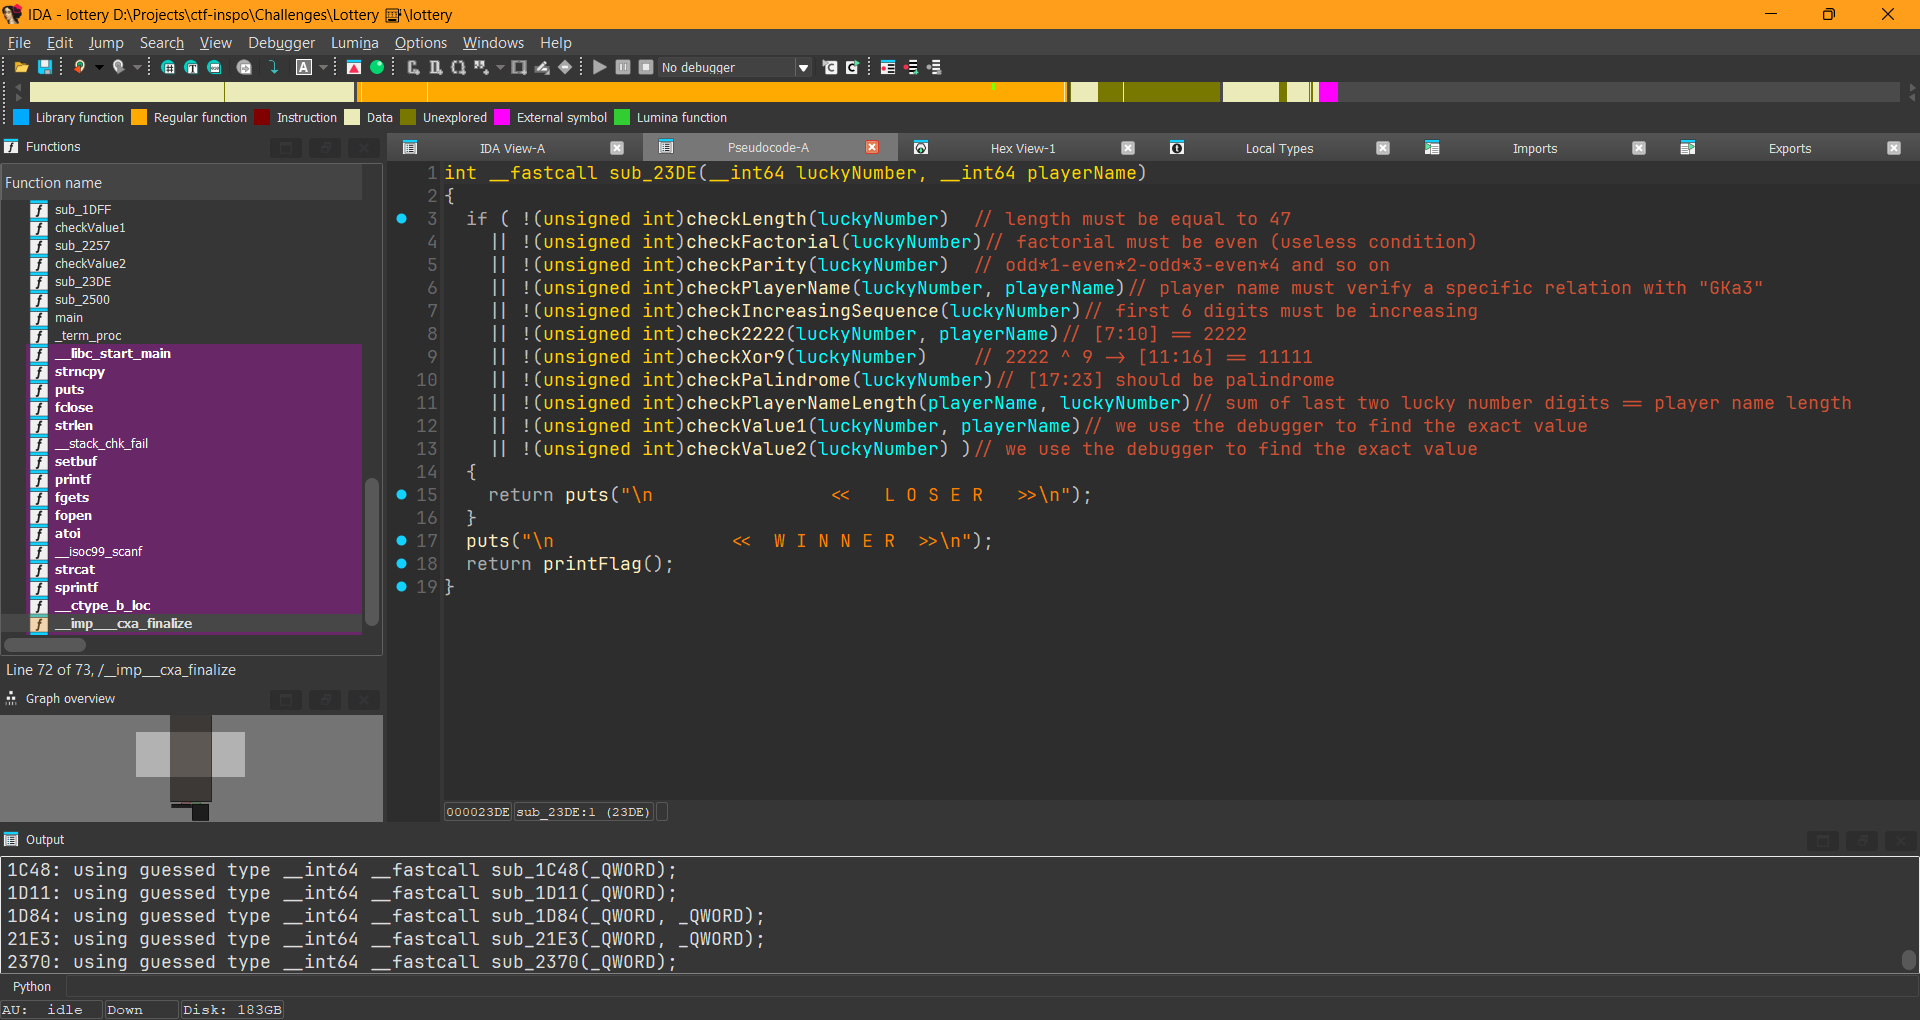 IDA - lottery D:\Projects\ctf-inspo\Challenges\Lottery \lottery
File Edit Jump Search View Debugger Lumina Options Windows Help
No debugger
Library function Regular function Instruction Data Unexplored External symbol Lumina function
Functions
Function name
sub_1DFF
checkValue1
sub_2257
checkValue2
sub_23DE
sub_2500
main
_term_proc
__libc_start_main
strncpy
puts
fclose
strlen
__stack_chk_fail
setbuf
printf
fgets
fopen
atoi
__isoc99_scanf
strcat
sprintf
__ctype_b_loc
__imp___cxa_finalize
Line 72 of 73, /__imp___cxa_finalize
Graph overview
IDA View-A Pseudocode-A Hex View-1 Local Types Imports Exports
1 int __fastcall sub_23DE(__int64 luckyNumber, __int64 playerName)
2 {
3 if ( !(unsigned int)checkLength(luckyNumber) // length must be equal to 47
4 || !(unsigned int)checkFactorial(luckyNumber)// factorial must be even (useless condition)
5 || !(unsigned int)checkParity(luckyNumber) // odd*1-even*2-odd*3-even*4 and so on
6 || !(unsigned int)checkPlayerName(luckyNumber, playerName)// player name must verify a specific relation with "GKa3"
7 || !(unsigned int)checkIncreasingSequence(luckyNumber)// first 6 digits must be increasing
8 || !(unsigned int)check2222(luckyNumber, playerName)// [7:10] == 2222
9 || !(unsigned int)checkXor9(luckyNumber) // 2222 ^ 9 -> [11:16] == 11111
10 || !(unsigned int)checkPalindrome(luckyNumber)// [17:23] should be palindrome
11 || !(unsigned int)checkPlayerNameLength(playerName, luckyNumber)// sum of last two lucky number digits == player name length
12 || !(unsigned int)checkValue1(luckyNumber, playerName)// we use the debugger to find the exact value
13 || !(unsigned int)checkValue2(luckyNumber) )// we use the debugger to find the exact value
14 {
15 return puts("\n << L O S E R >>\n");
16 }
17 puts("\n << W I N N E R >>\n");
18 return printFlag();
19 }
000023DE sub_23DE:1 (23DE)
Output
1C48: using guessed type __int64 __fastcall sub_1C48(_QWORD);
1D11: using guessed type __int64 __fastcall sub_1D11(_QWORD);
1D84: using guessed type __int64 __fastcall sub_1D84(_QWORD, _QWORD);
21E3: using guessed type __int64 __fastcall sub_21E3(_QWORD, _QWORD);
2370: using guessed type __int64 __fastcall sub_2370(_QWORD);
Python
AU: idle Down Disk: 183GB